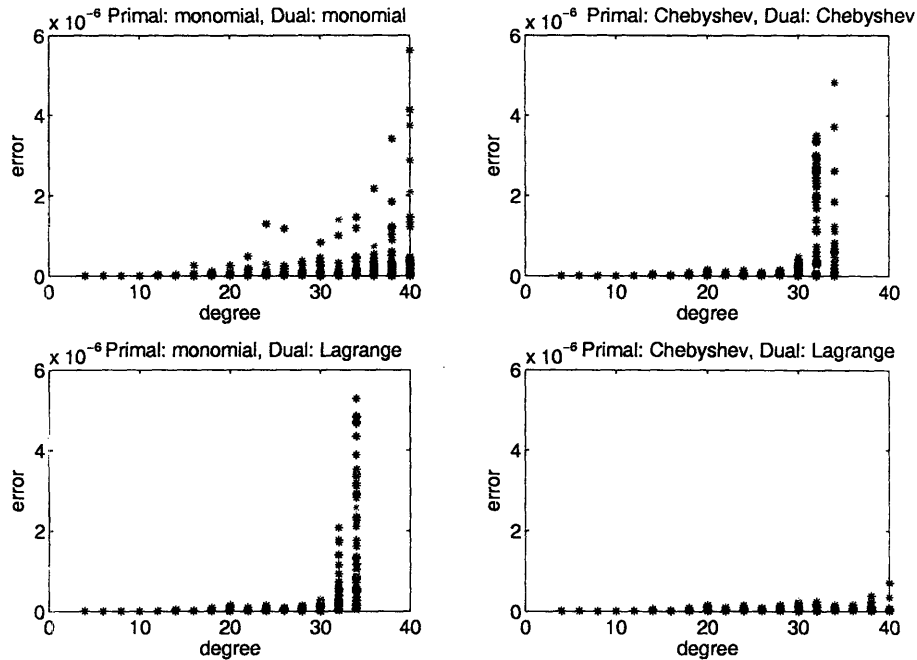 x 10⁻⁶ Primal: monomial, Dual: monomial
6
4
2
0
error
0 10 20 30 40
degree
x 10⁻⁶ Primal: Chebyshev, Dual: Chebyshev
6
4
2
0
error
0 10 20 30 40
degree
x 10⁻⁶ Primal: monomial, Dual: Lagrange
6
4
2
0
error
0 10 20 30 40
degree
x 10⁻⁶ Primal: Chebyshev, Dual: Lagrange
6
4
2
0
error
0 10 20 30 40
degree